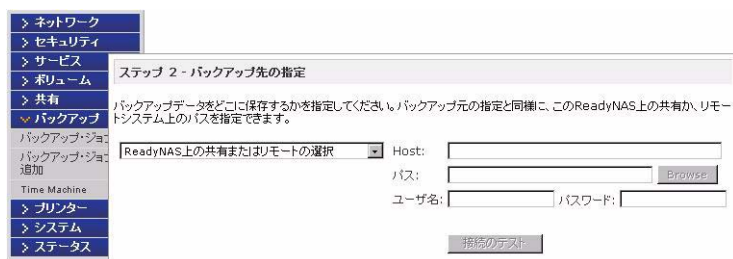 > ネットワーク
> セキュリティ
> サービス
> ボリューム
> 共有
バックアップ
バックアップ・ジョ
バックアップ・ジョ
追加
Time Machine
> プリンター
> システム
> ステータス
ステップ 2 - バックアップ先の指定
バックアップデータをどこに保存するかを指定してください。バックアップ元の指定と同様に、このReadyNAS上の共有か、リモー
トシステム上のパスを指定できます。
ReadyNAS上の共有またはリモートの選択
Host:
パス:
Browse
ユーザ名:
パスワード:
接続のテスト